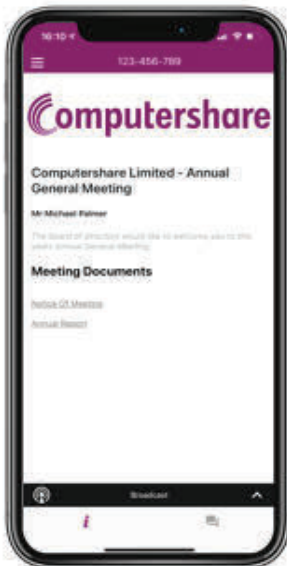 16:10
123-456-789
Computershare
Computershare Limited - Annual
General Meeting
Mr Michael Palmer
The board of directors would like to welcome you to this
years Annual General Meeting
Meeting Documents
Notice Of Meeting
Annual Report
Broadcast
i